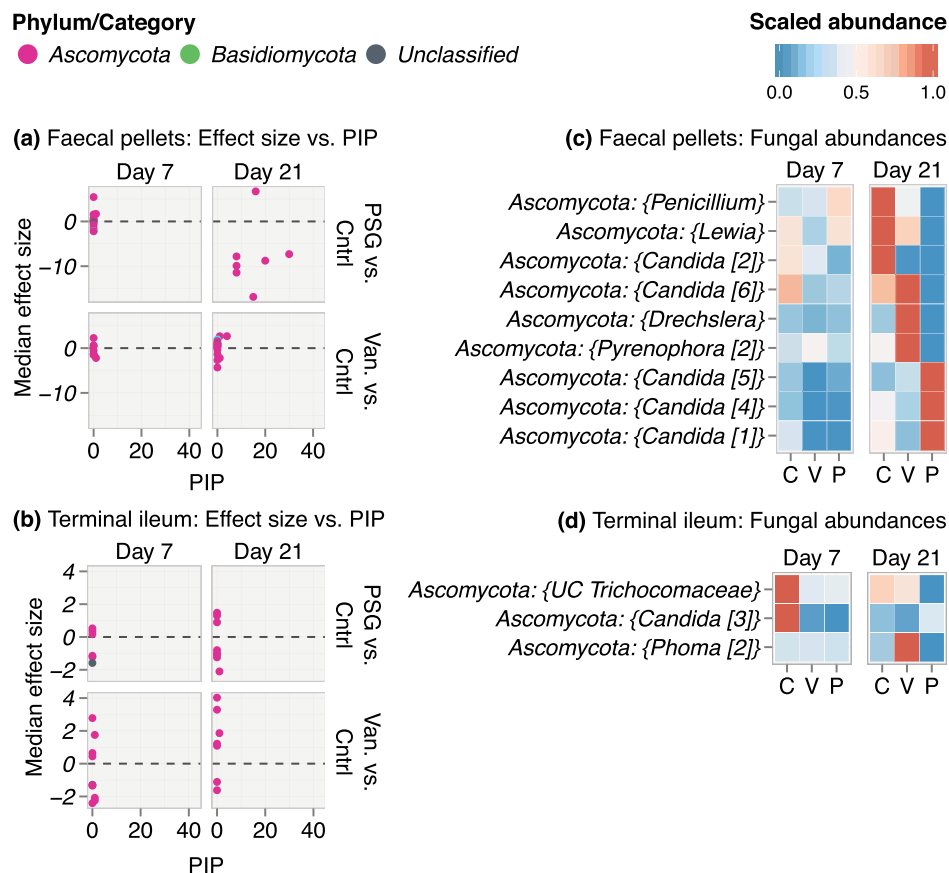 Phylum/Category
Ascomycota Basidiomycota Unclassified
Scaled abundance
0.0 0.5 1.0
(a) Faecal pellets: Effect size vs. PIP
Day 7 Day 21
Median effect size
0
−10
PSG vs.
Cntrl
0
−10
Van. vs.
Cntrl
0 20 40 0 20 40
PIP
(b) Terminal ileum: Effect size vs. PIP
Day 7 Day 21
Median effect size
4
2
0
−2
PSG vs.
Cntrl
Median effect size
4
2
0
−2
Van. vs.
Cntrl
0 20 40 0 20 40
PIP
(c) Faecal pellets: Fungal abundances
Day 7 Day 21
Ascomycota: {Penicillium}
Ascomycota: {Lewia}
Ascomycota: {Candida [2]}
Ascomycota: {Candida [6]}
Ascomycota: {Drechslera}
Ascomycota: {Pyrenophora [2]}
Ascomycota: {Candida [5]}
Ascomycota: {Candida [4]}
Ascomycota: {Candida [1]}
C V P C V P
(d) Terminal ileum: Fungal abundances
Day 7 Day 21
Ascomycota: {UC Trichocomaceae}
Ascomycota: {Candida [3]}
Ascomycota: {Phoma [2]}
C V P C V P